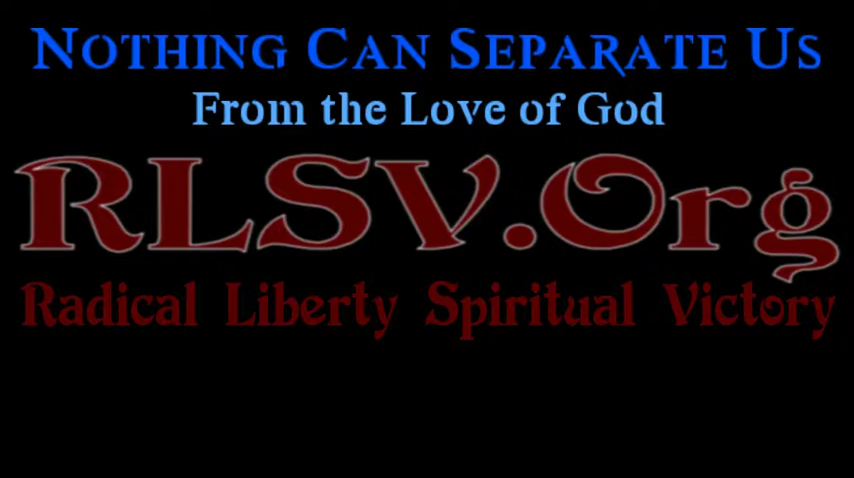 Nothing Can Separate Us
From the Love of God
RLSV.Org
Radical Liberty Spiritual Victory